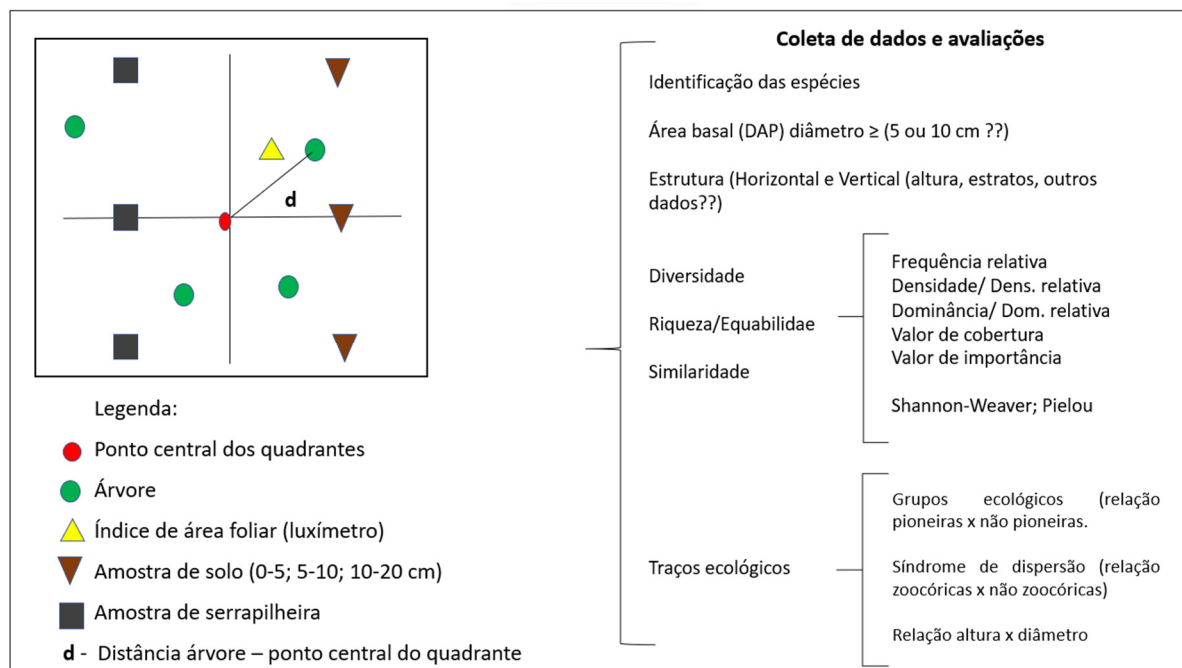 d
Legenda:
Ponto central dos quadrantes
Árvore
Índice de área foliar (luxímetro)
Amostra de solo (0-5; 5-10; 10-20 cm)
Amostra de serrapilheira
d - Distância árvore – ponto central do quadrante
Coleta de dados e avaliações
Identificação das espécies
Área basal (DAP) diâmetro ≥ (5 ou 10 cm ??)
Estrutura (Horizontal e Vertical (altura, estratos, outros
dados??)
Diversidade
Riqueza/Equabilidae
Similaridade
Frequência relativa
Densidade/ Dens. relativa
Dominância/ Dom. relativa
Valor de cobertura
Valor de importância
Shannon-Weaver; Pielou
Traços ecológicos
Grupos ecológicos (relação
pioneiras x não pioneiras.
Síndrome de dispersão (relação
zoocóricas x não zoocóricas)
Relação altura x diâmetro